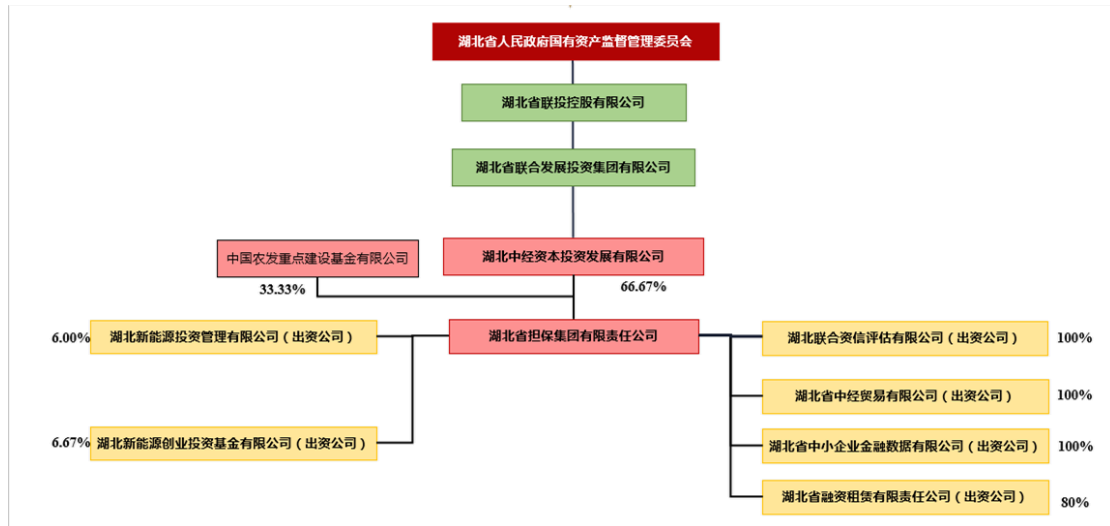 湖北省人民政府国有资产监督管理委员会
湖北省联投控股有限公司
湖北省联合发展投资集团有限公司
中国农发重点建设基金有限公司
湖北中经资本投资发展有限公司
33.33%
66.67%
湖北省担保集团有限责任公司
6.00%
湖北新能源投资管理有限公司（出资公司）
湖北联合资信评估有限公司（出资公司）
100%
湖北省中经贸易有限公司（出资公司）
100%
6.67%
湖北新能源创业投资基金有限公司（出资公司）
湖北省中小企业金融数据有限公司（出资公司）
100%
湖北省融资租赁有限责任公司（出资公司）
80%